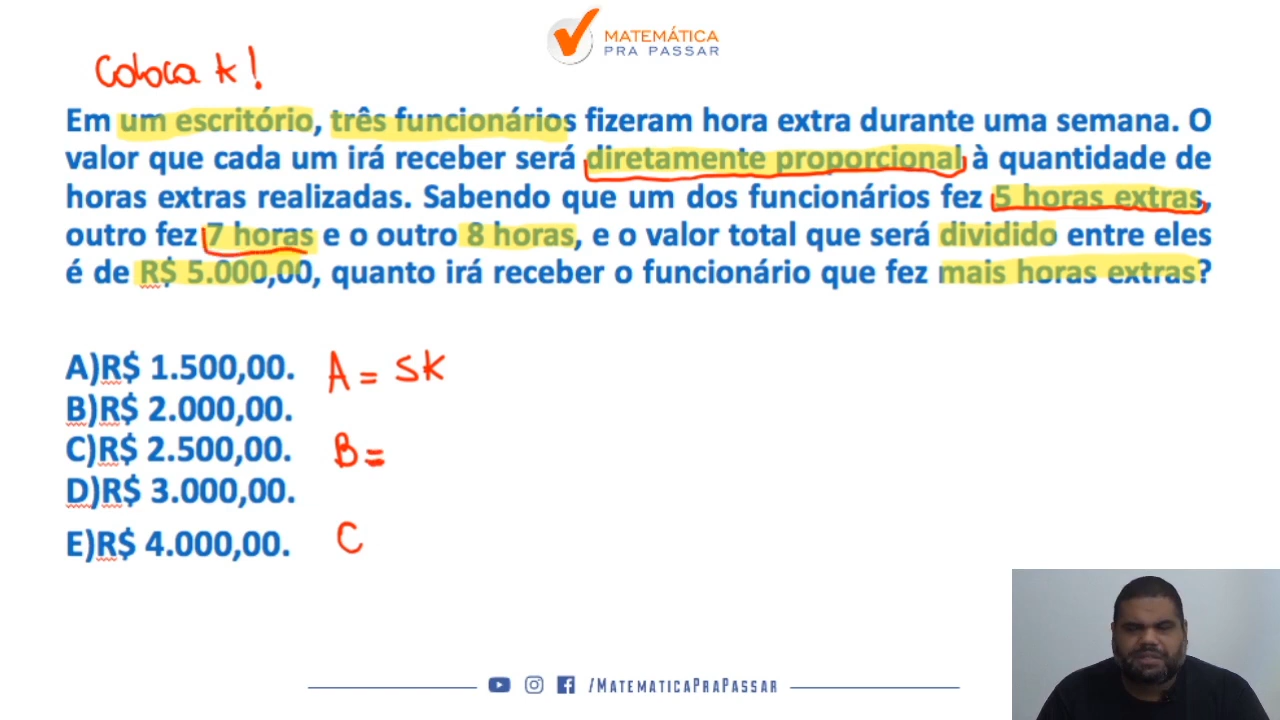 MATEMÁTICA
PRA PASSAR
Coloca k!
Em um escritório, três funcionários fizeram hora extra durante uma semana. O
valor que cada um irá receber será diretamente proporcional à quantidade de
horas extras realizadas. Sabendo que um dos funcionários fez 5 horas extras,
outro fez 7 horas e o outro 8 horas, e o valor total que será dividido entre eles
é de R$ 5.000,00, quanto irá receber o funcionário que fez mais horas extras?
A)R$ 1.500,00. A = 5k
B)R$ 2.000,00.
C)R$ 2.500,00. B =
D)R$ 3.000,00.
E)R$ 4.000,00. C
/MATEMATICAPRAPASSAR